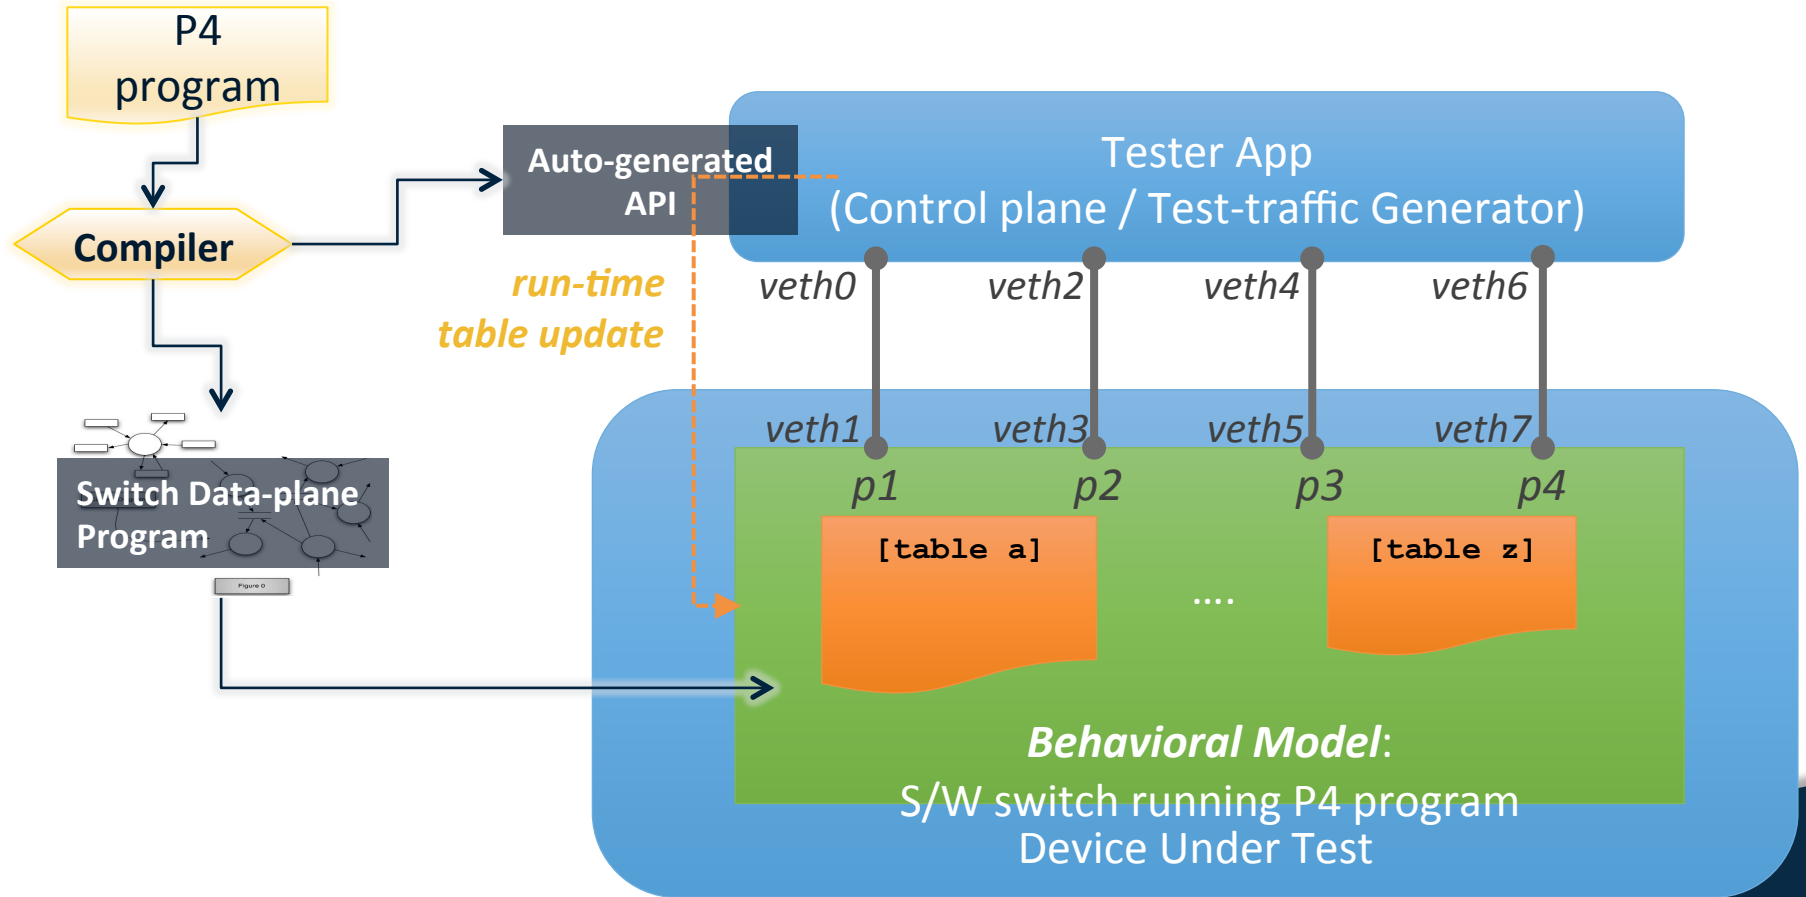 P4
program
Compiler
Auto-generated
API
Tester App
(Control plane / Test-traffic Generator)
run-time
table update
veth0
veth2
veth4
veth6
veth1
veth3
veth5
veth7
p1
p2
p3
p4
Switch Data-plane
Program
Figure 0
[table a]
....
[table z]
Behavioral Model:
S/W switch running P4 program
Device Under Test